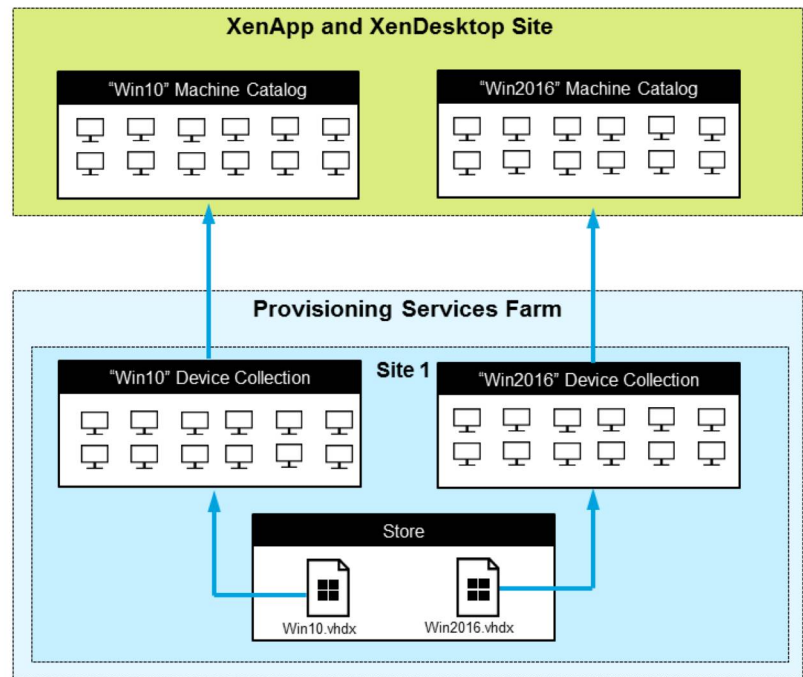 XenApp and XenDesktop Site
“Win10” Machine Catalog
“Win2016” Machine Catalog
Provisioning Services Farm
“Win10” Device Collection
Site 1
“Win2016” Device Collection
Store
Win10.vhdx
Win2016.vhdx